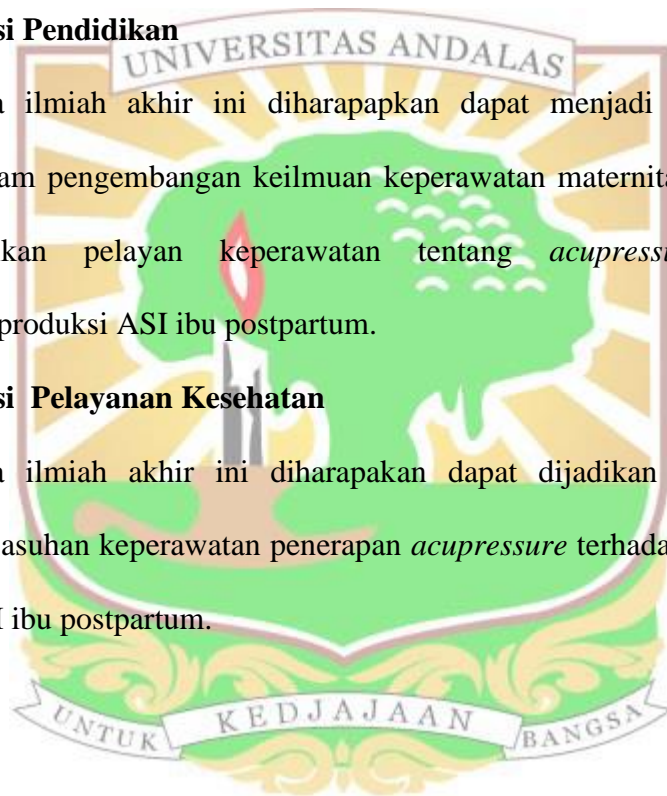 si Pendidikan
UNIVERSITAS ANDALAS
a ilmiah akhir ini diharapapkan dapat menjadi
am pengembangan keilmuan keperawatan maternita
kan pelayan keperawatan tentang acupressu
produksi ASI ibu postpartum.
si Pelayanan Kesehatan
a ilmiah akhir ini diharapakan dapat dijadikan
asuhan keperawatan penerapan acupressure terhada
I ibu postpartum.
UNTUK KEDJAJAAN BANGSA